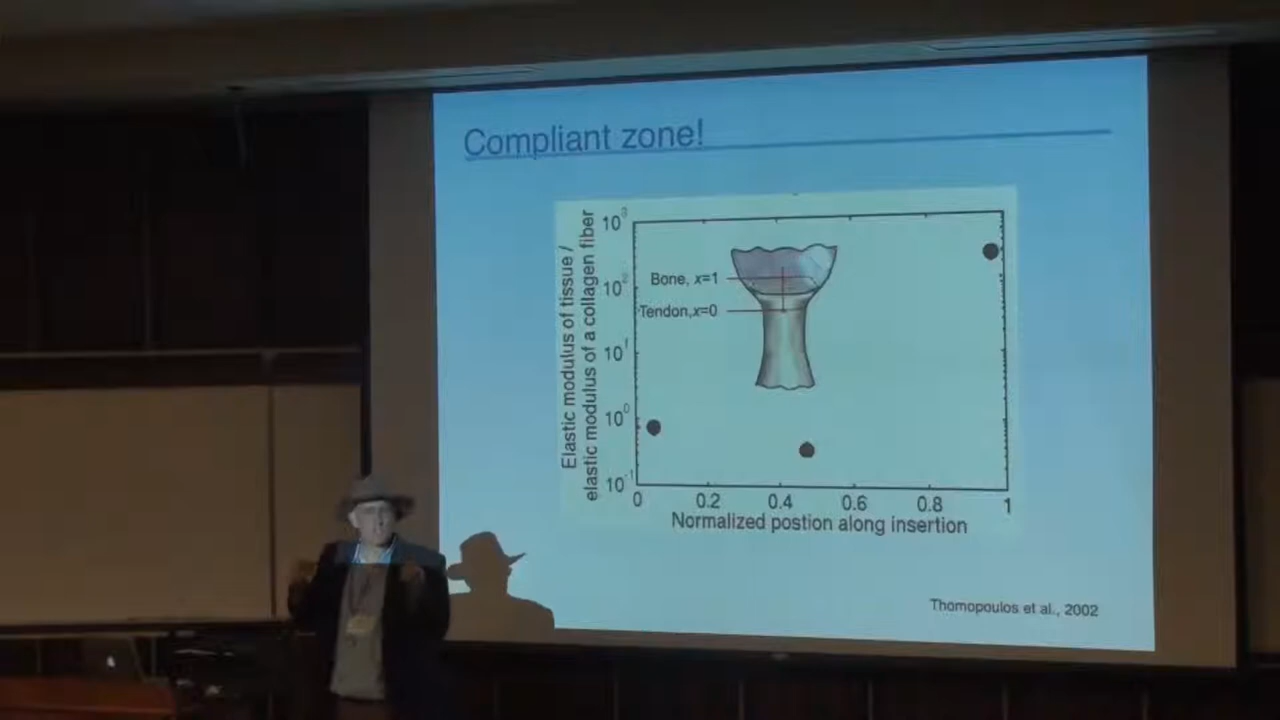 Compliant zone!
Elastic modulus of tissue /
elastic modulus of a collagen fiber
10³
10²
10¹
10⁰
10⁻¹
Bone, x=1
Tendon,x=0
0 0.2 0.4 0.6 0.8 1
Normalized postion along insertion
Thomopoulos et al., 2002